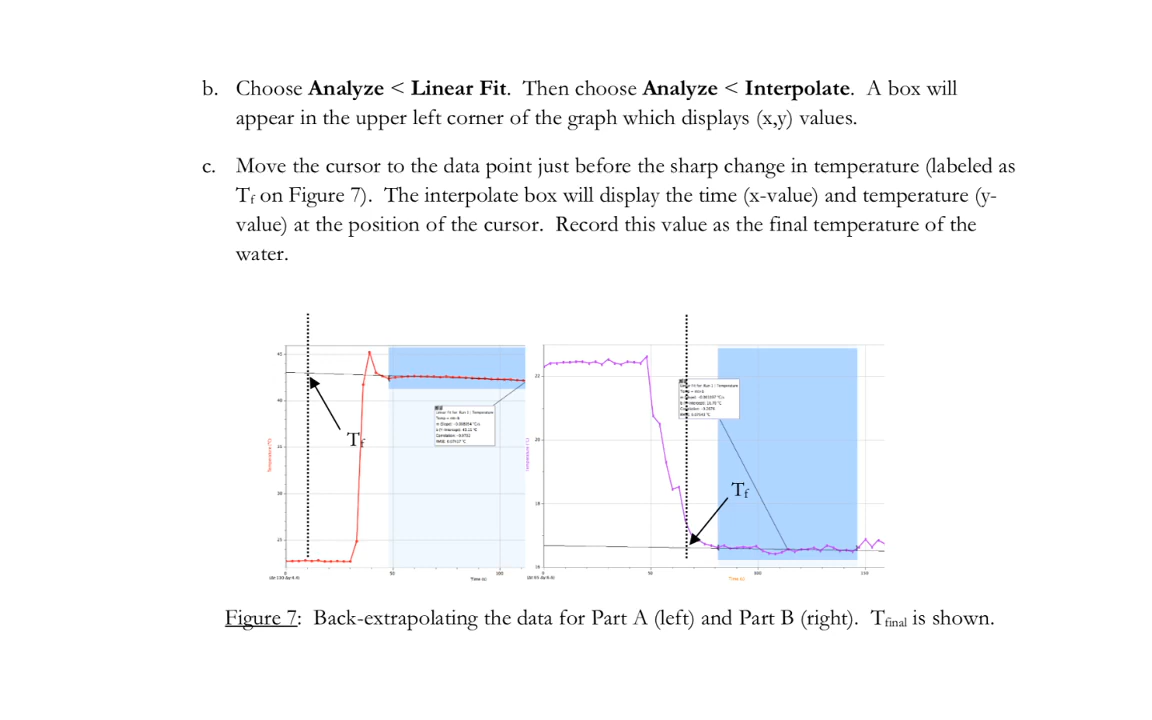 b. Choose Analyze < Linear Fit. Then choose Analyze < Interpolate. A box will
appear in the upper left corner of the graph which displays (x,y) values.
c. Move the cursor to the data point just before the sharp change in temperature (labeled as
Tf on Figure 7). The interpolate box will display the time (x-value) and temperature (y-
value) at the position of the cursor. Record this value as the final temperature of the
water.
Tf
Tf
Figure 7: Back-extrapolating the data for Part A (left) and Part B (right). Tfinal is shown.